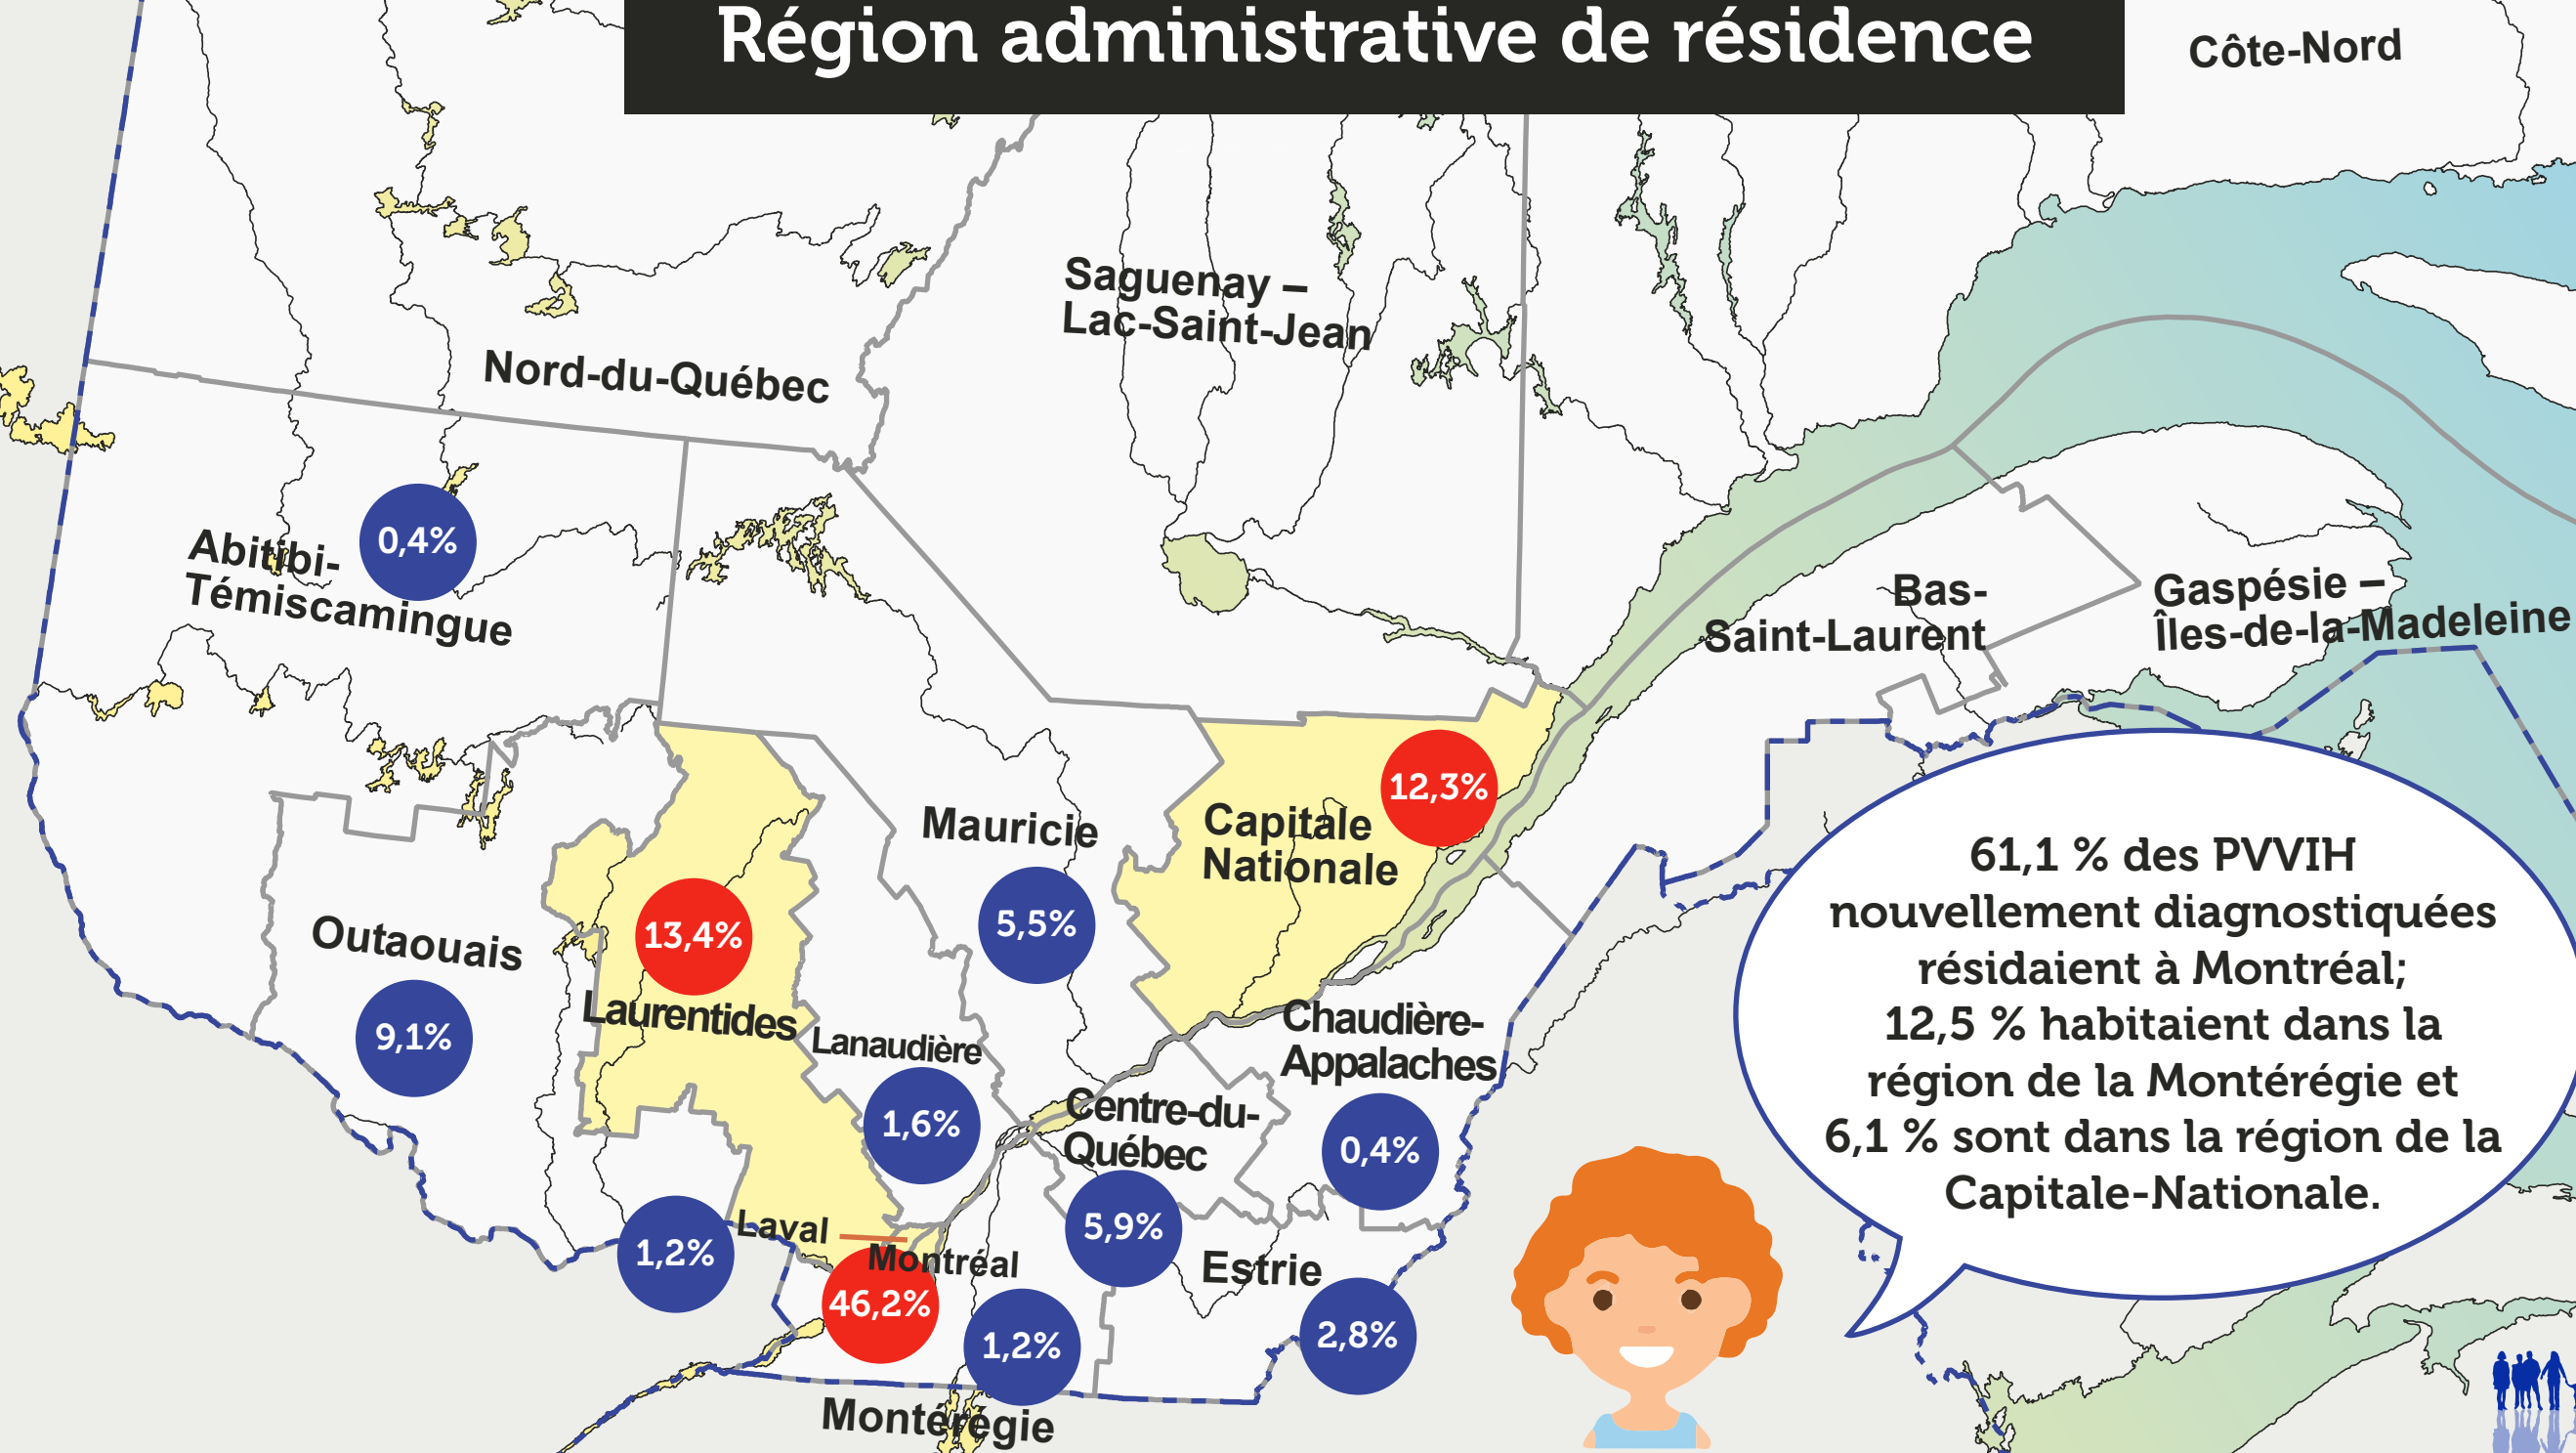 Région administrative de résidence
Côte-Nord
Saguenay –
Lac-Saint-Jean
Nord-du-Québec
0,4%
Abitibi-
Témiscamingue
Bas-
Saint-Laurent
Gaspésie –
Îles-de-la-Madeleine
12,3%
Capitale
Nationale
Mauricie
5,5%
13,4%
Laurentides
Outaouais
9,1%
Lanaudière
1,6%
Chaudière-
Appalaches
0,4%
Centre-du-
Québec
5,9%
Laval
1,2%
Montréal
46,2%
Estrie
2,8%
1,2%
Montérégie
61,1 % des PVVIH
nouvellement diagnostiquées
résidaient à Montréal;
12,5 % habitaient dans la
région de la Montérégie et
6,1 % sont dans la région de la
Capitale-Nationale.